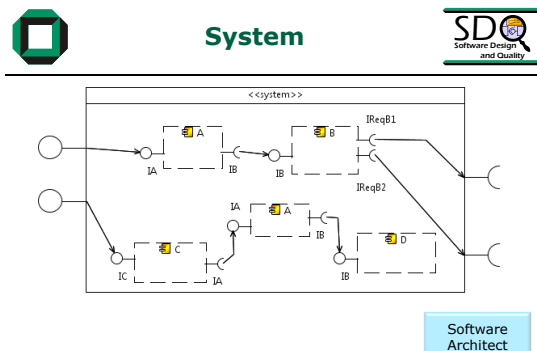 System
SDQ
Software Design
and Quality
<<system>>
IReqB1
A
B
IA
IB
IB
IReqB2
IA
A
IB
C
D
IC
IA
IB
Software
Architect